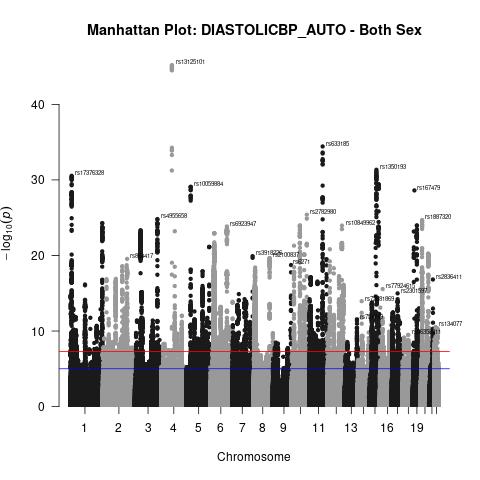 Manhattan Plot: DIASTOLICBP_AUTO - Both Sex
rs13125101
rs633185
rs17376328
rs1350193
rs10059884
rs167479
rs4955658
rs2782980
rs6923947
rs10849962
rs1887320
rs2836411
rs134077
− log10(p)
0
10
20
30
40
1 2 3 4 5 6 7 8 9 11 13 16 19
Chromosome